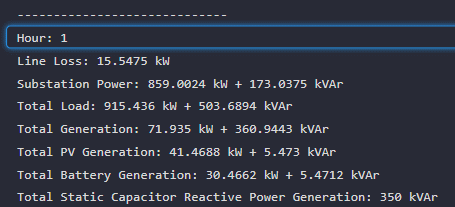 -----------------------------
Hour: 1
Line Loss: 15.5475 kW
Substation Power: 859.0024 kW + 173.0375 kVAr
Total Load: 915.436 kW + 503.6894 kVAr
Total Generation: 71.935 kW + 360.9443 kVAr
Total PV Generation: 41.4688 kW + 5.473 kVAr
Total Battery Generation: 30.4662 kW + 5.4712 kVAr
Total Static Capacitor Reactive Power Generation: 350 kVAr